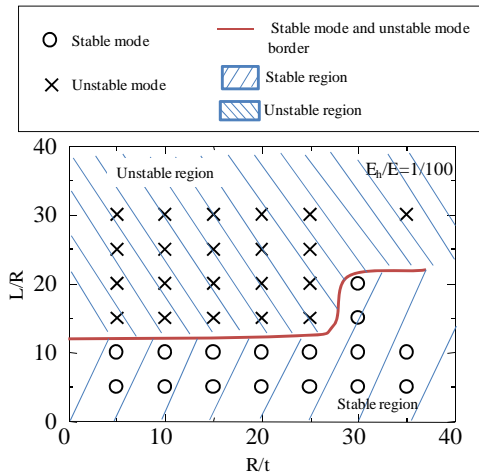 Stable mode
Stable mode and unstable mode
border
Unstable mode
Stable region
Unstable region
40
Unstable region
E_h/E=1/100
30
L/R
20
10
Stable region
0
0 10 20 30 40
R/t